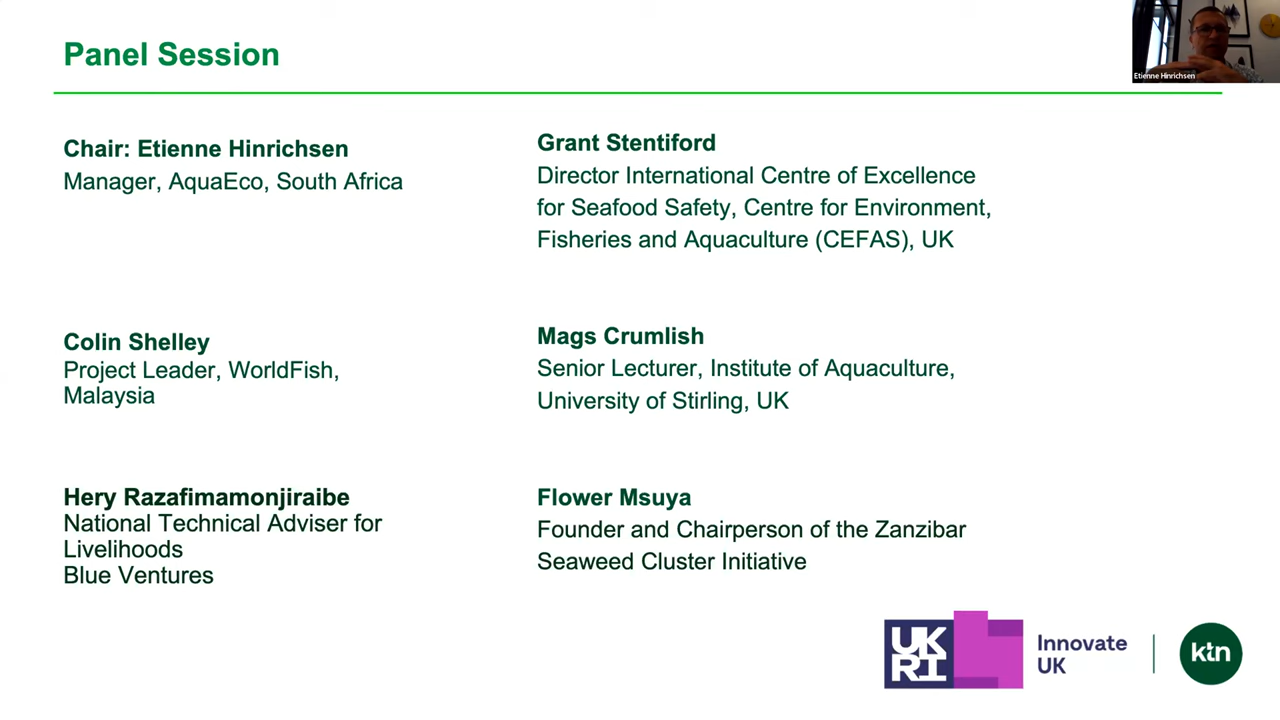 Panel Session
Etienne Hinrichsen
Chair: Etienne Hinrichsen
Manager, AquaEco, South Africa
Grant Stentiford
Director International Centre of Excellence
for Seafood Safety, Centre for Environment,
Fisheries and Aquaculture (CEFAS), UK
Colin Shelley
Project Leader, WorldFish,
Malaysia
Mags Crumlish
Senior Lecturer, Institute of Aquaculture,
University of Stirling, UK
Hery Razafimamonjiraibe
National Technical Adviser for
Livelihoods
Blue Ventures
Flower Msuya
Founder and Chairperson of the Zanzibar
Seaweed Cluster Initiative
UK
RI
Innovate
UK
ktn